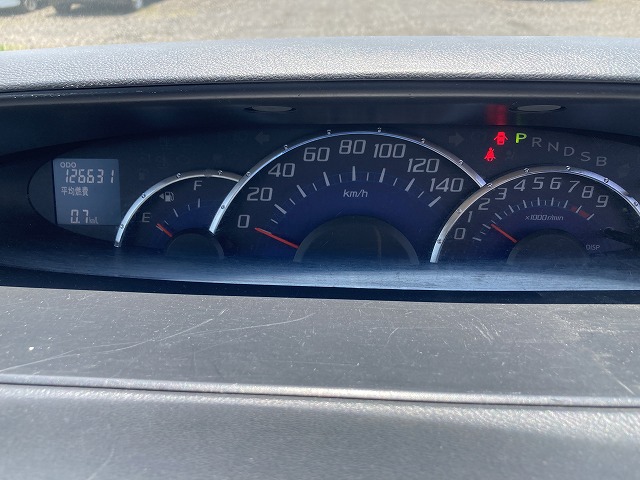 ODO
126631
平均燃費
0.7 km/L
E F
0 20 40 60 80 100 120 140
km/h
P R N D S B
0 1 2 3 4 5 6 7 8 9
×1000r/min
DISP